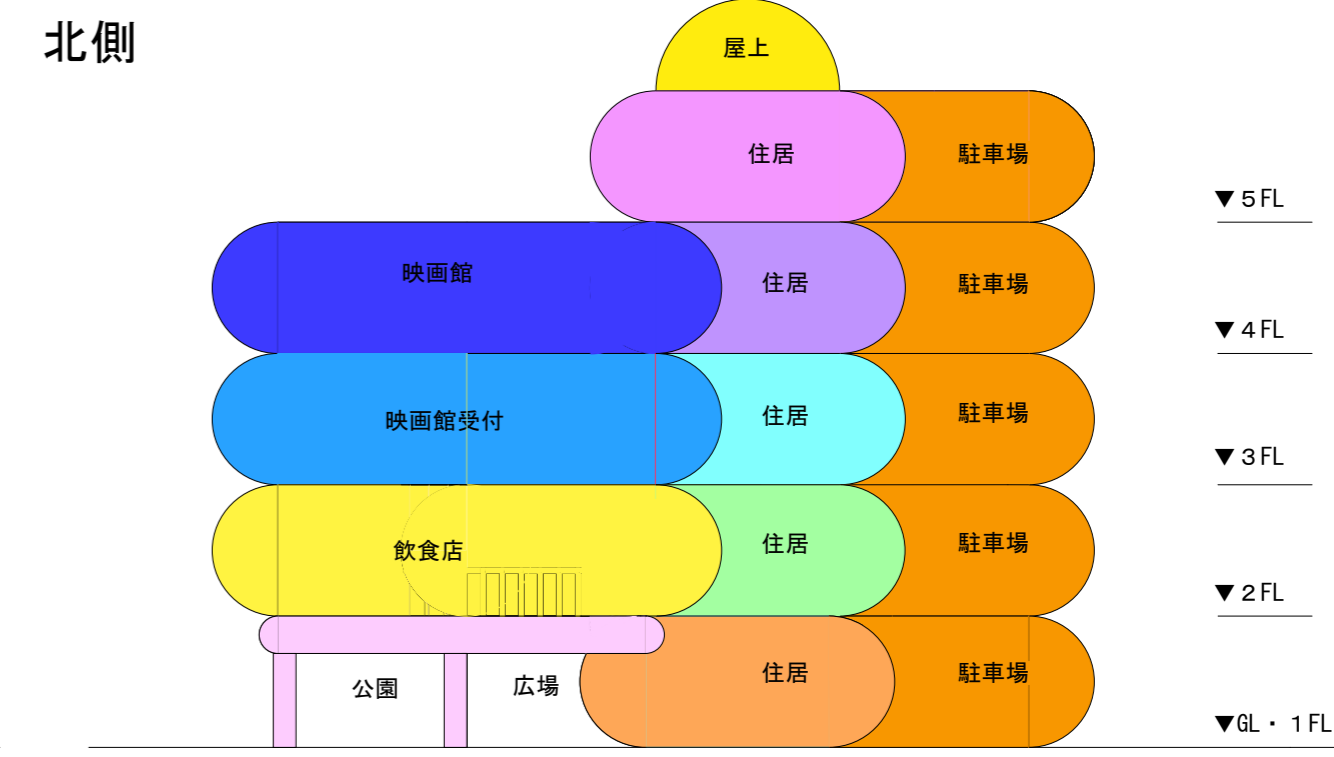 北側
屋上
住居
駐車場
▼5FL
映画館
住居
駐車場
▼4FL
映画館受付
住居
駐車場
▼3FL
飲食店
住居
駐車場
▼2FL
公園
広場
住居
駐車場
▼GL・1FL